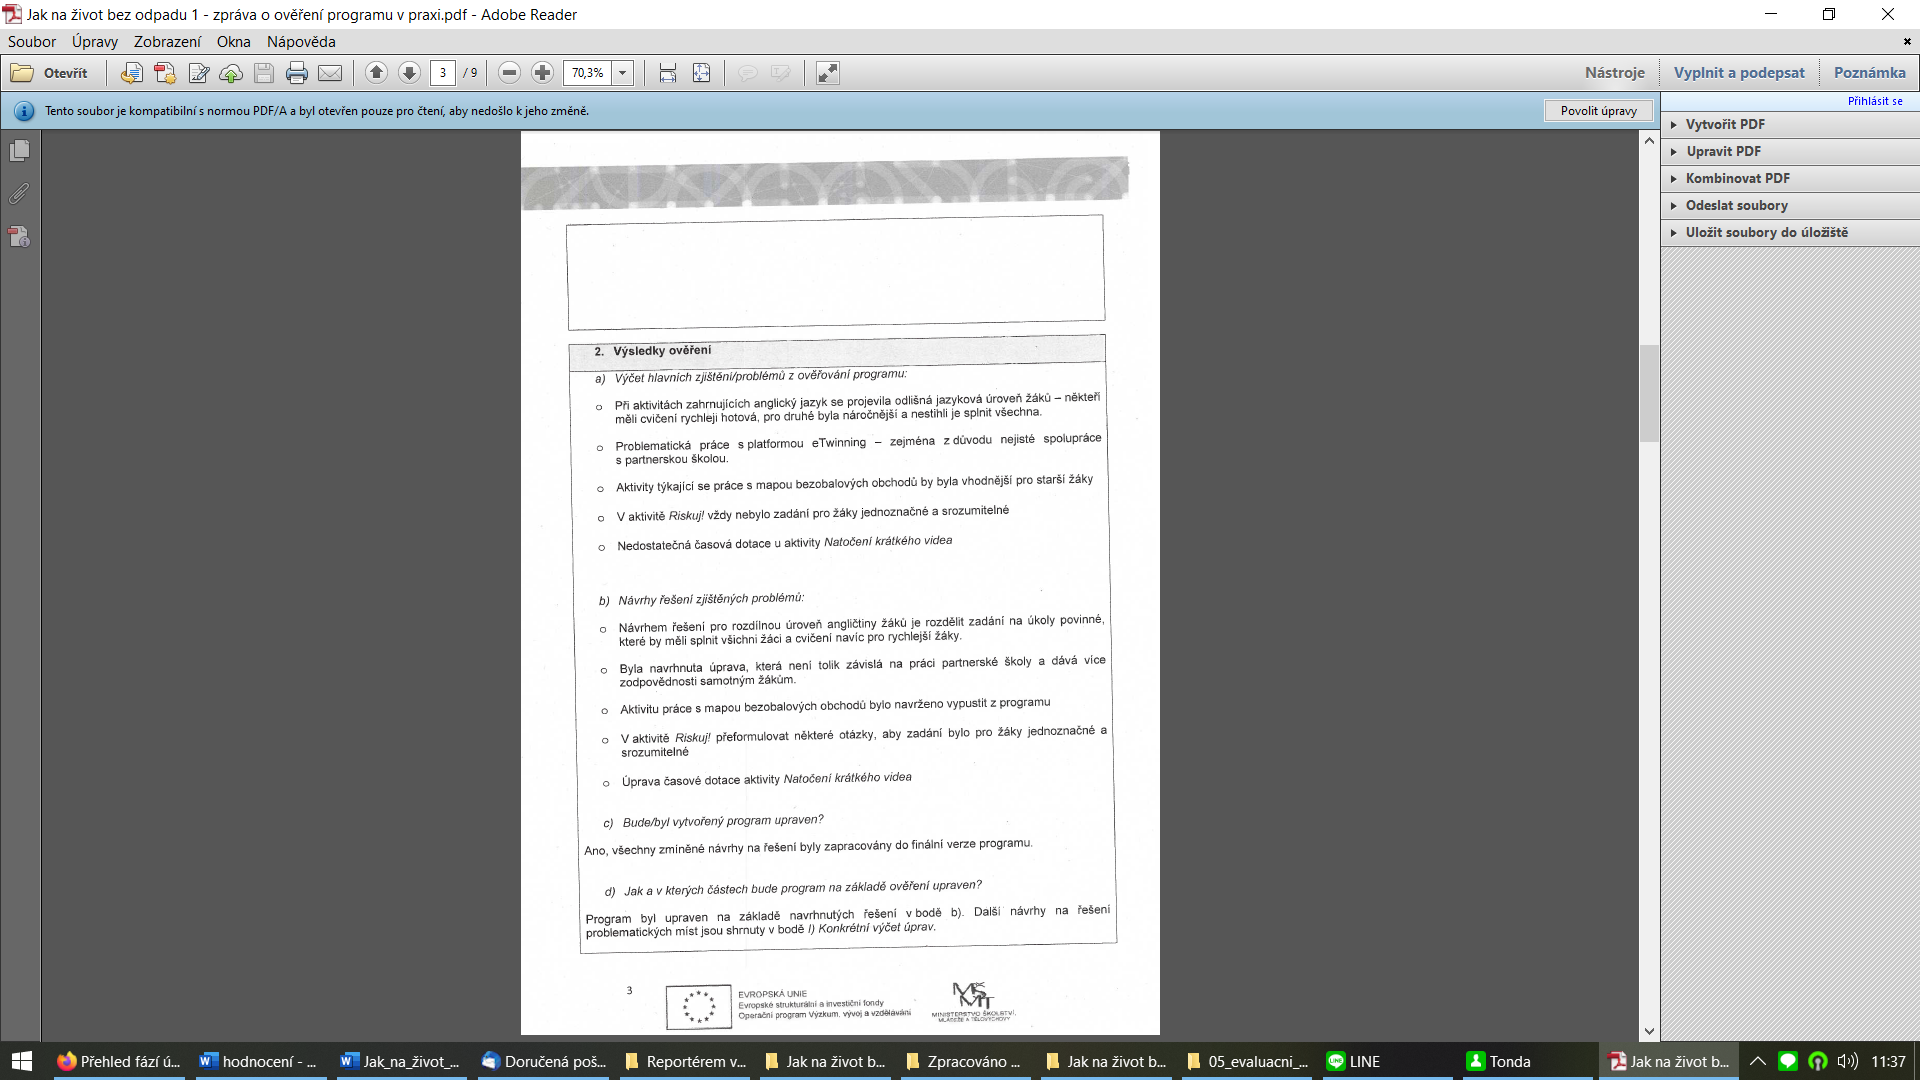 Jak na život bez odpadu 1 - zpráva o ověření programu v praxi.pdf - Adobe Reader
Soubor Úpravy Zobrazení Okna Nápověda
Otevřít 3 / 9 70,3% Nástroje Vyplnit a podepsat Poznámka
Tento soubor je kompatibilní s normou PDF/A a byl otevřen pouze pro čtení, aby nedošlo k jeho změně. Povolit úpravy
Přihlásit se
Vytvořit PDF
Upravit PDF
Kombinovat PDF
Odeslat soubory
Uložit soubory do úložiště
2. Výsledky ověření
a) Výčet hlavních zjištění/problémů z ověřování programu:
o Při aktivitách zahrnujících anglický jazyk se projevila odlišná jazyková úroveň žáků – někteří
měli cvičení rychleji hotová, pro druhé byla náročnější a nestihli je splnit všechna.
o Problematická práce s platformou eTwinning – zejména z důvodu nejisté spolupráce
s partnerskou školou.
o Aktivity týkající se práce s mapou bezobalových obchodů by byla vhodnější pro starší žáky
o V aktivitě Riskuj! vždy nebylo zadání pro žáky jednoznačné a srozumitelné
o Nedostatečná časová dotace u aktivity Natočení krátkého videa
b) Návrhy řešení zjištěných problémů:
o Návrhem řešení pro rozdílnou úroveň angličtiny žáků je rozdělit zadání na úkoly povinné,
které by měli splnit všichni žáci a cvičení navíc pro rychlejší žáky.
o Byla navrhnuta úprava, která není tolik závislá na práci partnerské školy a dává více
zodpovědnosti samotným žákům.
o Aktivitu práce s mapou bezobalových obchodů bylo navrženo vypustit z programu
o V aktivitě Riskuj! přeformulovat některé otázky, aby zadání bylo pro žáky jednoznačné a
srozumitelné
o Úprava časové dotace aktivity Natočení krátkého videa
c) Bude/byl vytvořený program upraven?
Ano, všechny zmíněné návrhy na řešení byly zapracovány do finální verze programu.
d) Jak a v kterých částech bude program na základě ověření upraven?
Program byl upraven na základě navrhnutých řešení v bodě b). Další návrhy na řešení
problematických míst jsou shrnuty v bodě l) Konkrétní výčet úprav.
3
EVROPSKÁ UNIE
Evropské strukturální a investiční fondy
Operační program Výzkum, vývoj a vzdělávání
MŠMT
MINISTERSTVO ŠKOLSTVÍ,
MLÁDEŽE A TĚLOVÝCHOVY
Přehled fází ú... hodnocení - ... Jak_na_život_... Doručená poš... Reportérem v... Jak na život b... Zpracováno ... Jak na život b... 05_evaluacni_... LINE Tonda Jak na život b... 11:37